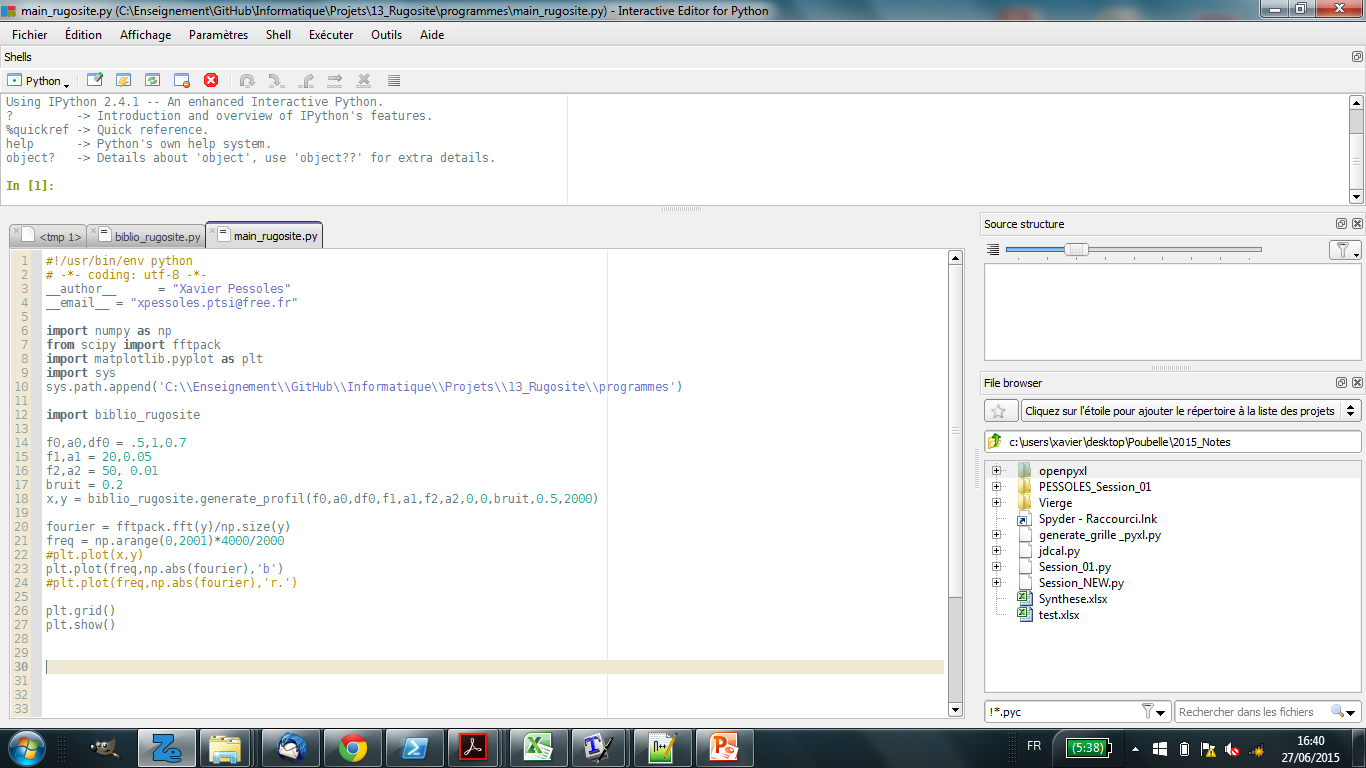 main_rugosite.py (C:\Enseignement\GitHub\Informatique\Projets\13_Rugosite\programmes\main_rugosite.py) - Interactive Editor for Python
Fichier Édition Affichage Paramètres Shell Exécuter Outils Aide
Shells
Python
Using IPython 2.4.1 -- An enhanced Interactive Python.
?         -> Introduction and overview of IPython's features.
%quickref -> Quick reference.
help      -> Python's own help system.
object?   -> Details about 'object', use 'object??' for extra details.
In [1]:
<tmp 1> biblio_rugosite.py main_rugosite.py
1 #!/usr/bin/env python
2 # -*- coding: utf-8 -*-
3 __author__      = "Xavier Pessoles"
4 __email__ = "xpessoles.ptsi@free.fr"
5
6 import numpy as np
7 from scipy import fftpack
8 import matplotlib.pyplot as plt
9 import sys
10 sys.path.append('C:\\Enseignement\\GitHub\\Informatique\\Projets\\13_Rugosite\\programmes')
11
12 import biblio_rugosite
13
14 f0,a0,df0 = .5,1,0.7
15 f1,a1 = 20,0.05
16 f2,a2 = 50, 0.01
17 bruit = 0.2
18 x,y = biblio_rugosite.generate_profil(f0,a0,df0,f1,a1,f2,a2,0,0,bruit,0.5,2000)
19
20 fourier = fftpack.fft(y)/np.size(y)
21 freq = np.arange(0,2001)*4000/2000
22 #plt.plot(x,y)
23 plt.plot(freq,np.abs(fourier),'b')
24 #plt.plot(freq,np.abs(fourier),'r.')
25
26 plt.grid()
27 plt.show()
28
29
30
31
32
33
Source structure
File browser
Cliquez sur l'étoile pour ajouter le répertoire à la liste des projets
c:\users\xavier\desktop\Poubelle\2015_Notes
openpyxl
PESSOLES_Session_01
Vierge
Spyder - Raccourci.lnk
generate_grille _pyxl.py
jdcal.py
Session_01.py
Session_NEW.py
Synthese.xlsx
test.xlsx
!*.pyc
Rechercher dans les fichiers
FR
(5:38)
16:40
27/06/2015